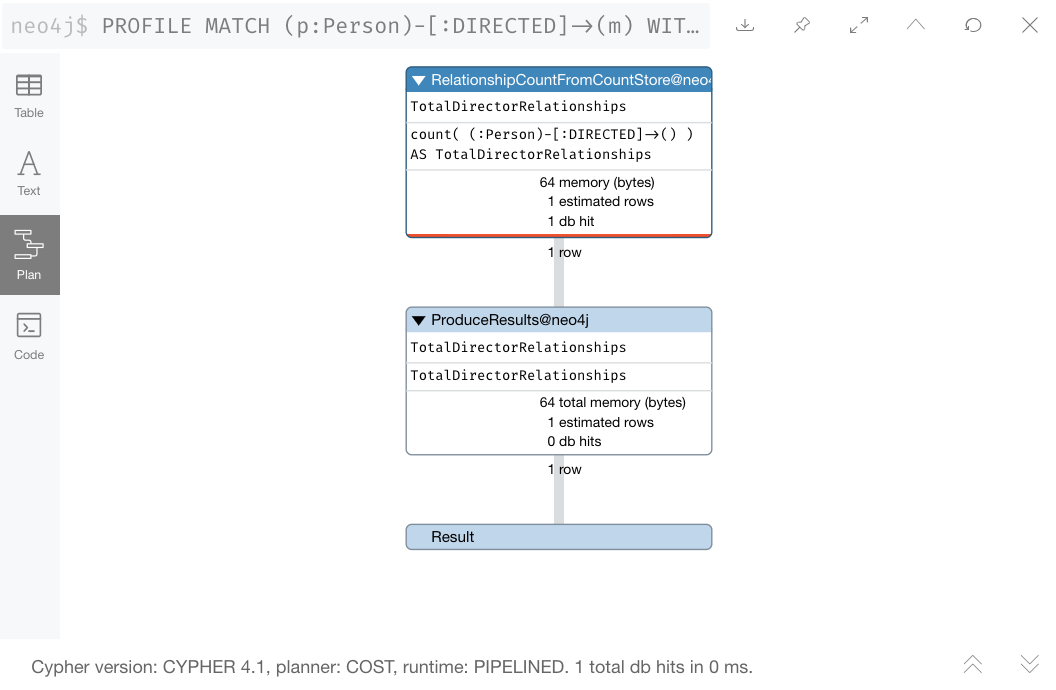 neo4j$ PROFILE MATCH (p:Person)-[:DIRECTED]→(m) WIT…
Table
Text
Plan
Code
RelationshipCountFromCountStore@neo4
TotalDirectorRelationships
count( (:Person)-[:DIRECTED]→() )
AS TotalDirectorRelationships
64 memory (bytes)
1 estimated rows
1 db hit
1 row
ProduceResults@neo4j
TotalDirectorRelationships
TotalDirectorRelationships
64 total memory (bytes)
1 estimated rows
0 db hits
1 row
Result
Cypher version: CYPHER 4.1, planner: COST, runtime: PIPELINED. 1 total db hits in 0 ms.